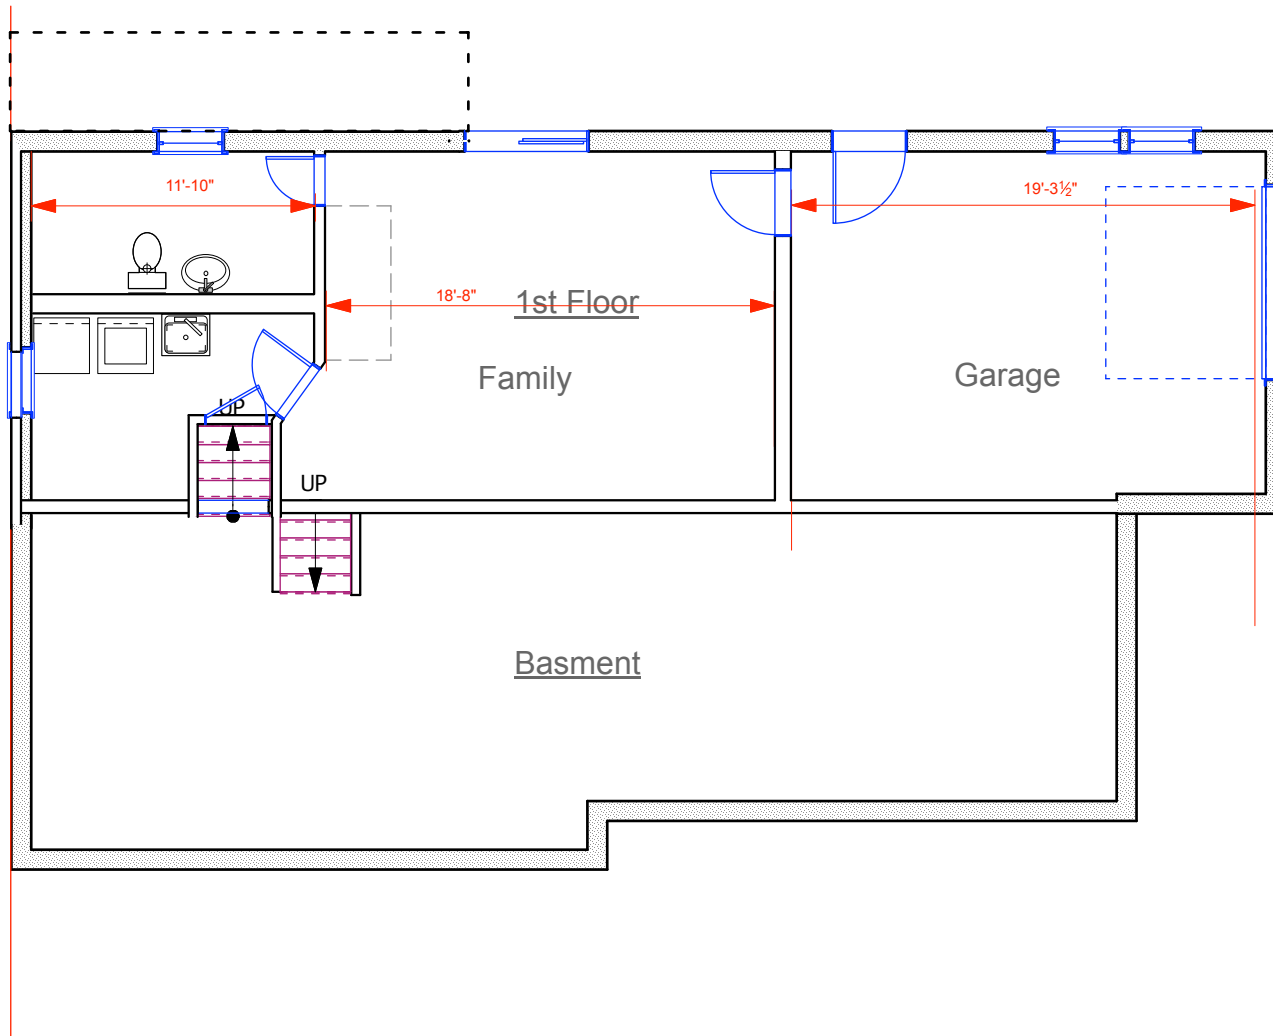 11'-10"
19'-3½"
18'-8"
1st Floor
Family
Garage
UP
UP
Basment